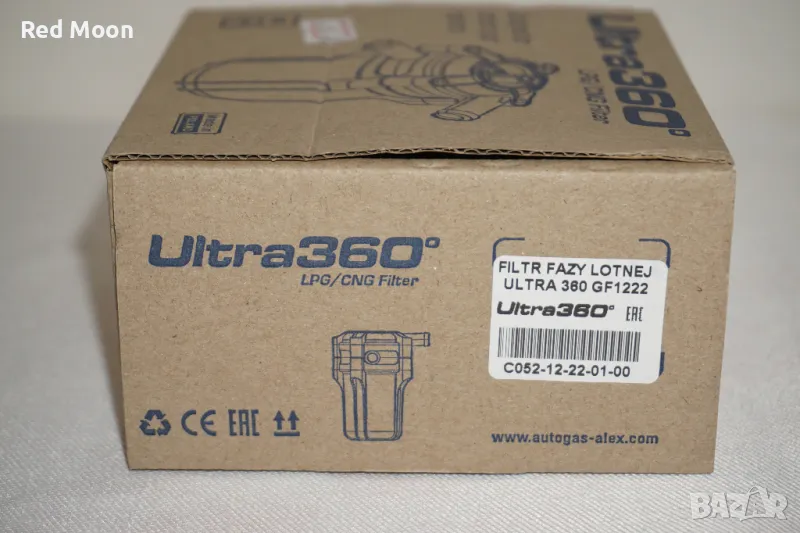 Red Moon
Ultra360°
LPG/CNG Filter
Ultra360°
LPG/CNG Filter
FILTR FAZY LOTNEJ
ULTRA 360 GF1222
Ultra360° EAC
C052-12-22-01-00
CE EAC
www.autogas-alex.com
BAZAR